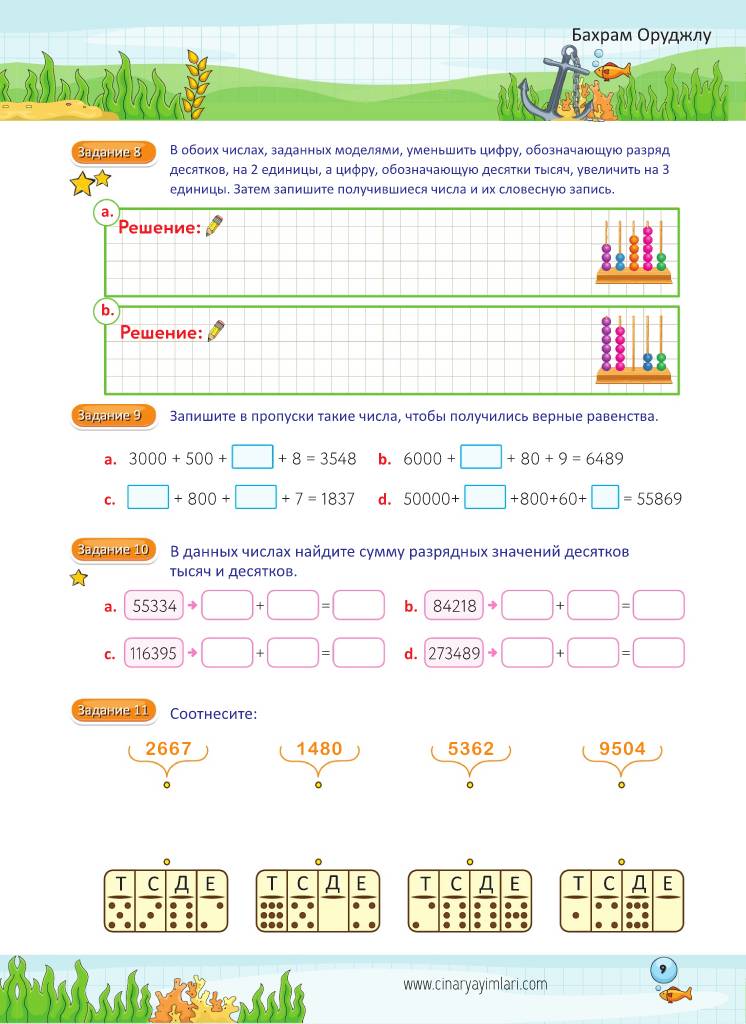 Бахрам Оруджлу
Задание 8
В обоих числах, заданных моделями, уменьшить цифру, обозначающую разряд
десятков, на 2 единицы, а цифру, обозначающую десятки тысяч, увеличить на 3
единицы. Затем запишите получившиеся числа и их словесную запись.
a.
Решение:
b.
Решение:
Задание 9
Запишите в пропуски такие числа, чтобы получились верные равенства.
a. 3000 + 500 + + 8 = 3548 b. 6000 + + 80 + 9 = 6489
c. + 800 + + 7 = 1837 d. 50000+ +800+60+ = 55869
Задание 10
В данных числах найдите сумму разрядных значений десятков
тысяч и десятков.
a. 55334 → + = b. 84218 → + =
c. 116395 → + = d. 273489 → + =
Задание 11
Соотнесите:
2667 1480 5362 9504
Т С Д Е Т С Д Е Т С Д Е Т С Д Е
www.cinaryayimlari.com
9